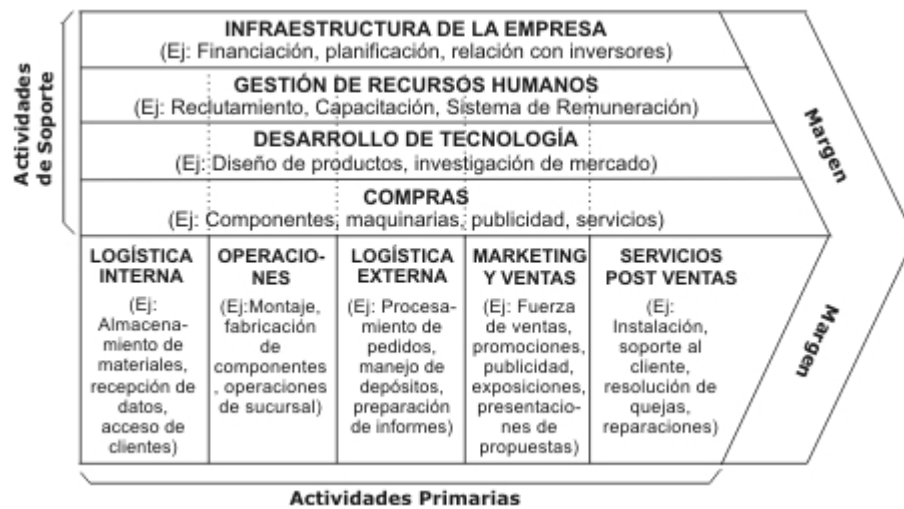 Actividades
de Soporte
INFRAESTRUCTURA DE LA EMPRESA
(Ej: Financiación, planificación, relación con inversores)
GESTIÓN DE RECURSOS HUMANOS
(Ej: Reclutamiento, Capacitación, Sistema de Remuneración)
DESARROLLO DE TECNOLOGÍA
(Ej: Diseño de productos, investigación de mercado)
COMPRAS
(Ej: Componentes, maquinarias, publicidad, servicios)
LOGÍSTICA
INTERNA
(Ej:
Almacena-
miento de
materiales,
recepción de
datos,
acceso de
clientes)
OPERACIO-
NES
(Ej:Montaje,
fabricación
de
componentes
, operaciones
de sucursal)
LOGÍSTICA
EXTERNA
(Ej: Procesa-
miento de
pedidos,
manejo de
depósitos,
preparación
de informes)
MARKETING
Y VENTAS
(Ej: Fuerza
de ventas,
promociones,
publicidad,
exposiciones,
presentacio-
nes de
propuestas)
SERVICIOS
POST VENTAS
(Ej:
Instalación,
soporte al
cliente,
resolución de
quejas,
reparaciones)
Margen
Margen
Actividades Primarias